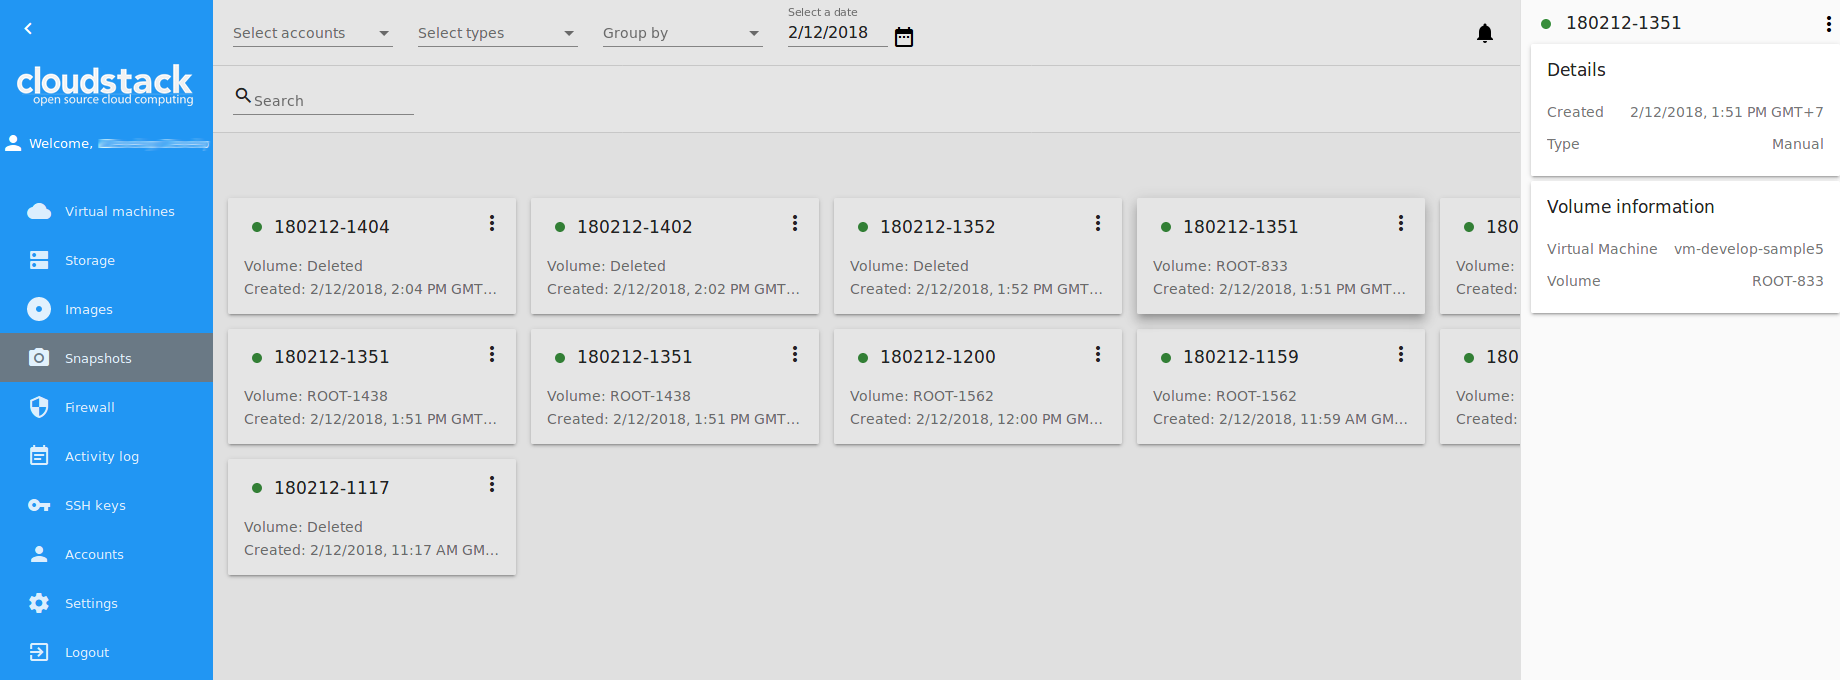 cloudstack
open source cloud computing
Welcome,
Virtual machines
Storage
Images
Snapshots
Firewall
Activity log
SSH keys
Accounts
Settings
Logout
Select accounts
Select types
Group by
Select a date
2/12/2018
Search
180212-1404
Volume: Deleted
Created: 2/12/2018, 2:04 PM GMT...
180212-1402
Volume: Deleted
Created: 2/12/2018, 2:02 PM GMT...
180212-1352
Volume: Deleted
Created: 2/12/2018, 1:52 PM GMT...
180212-1351
Volume: ROOT-833
Created: 2/12/2018, 1:51 PM GMT...
180
Volume:
Created:
180212-1351
Volume: ROOT-1438
Created: 2/12/2018, 1:51 PM GMT...
180212-1351
Volume: ROOT-1438
Created: 2/12/2018, 1:51 PM GMT...
180212-1200
Volume: ROOT-1562
Created: 2/12/2018, 12:00 PM GM...
180212-1159
Volume: ROOT-1562
Created: 2/12/2018, 11:59 AM GM...
180
Volume:
Created:
180212-1117
Volume: Deleted
Created: 2/12/2018, 11:17 AM GM...
180212-1351
Details
Created 2/12/2018, 1:51 PM GMT+7
Type Manual
Volume information
Virtual Machine vm-develop-sample5
Volume ROOT-833